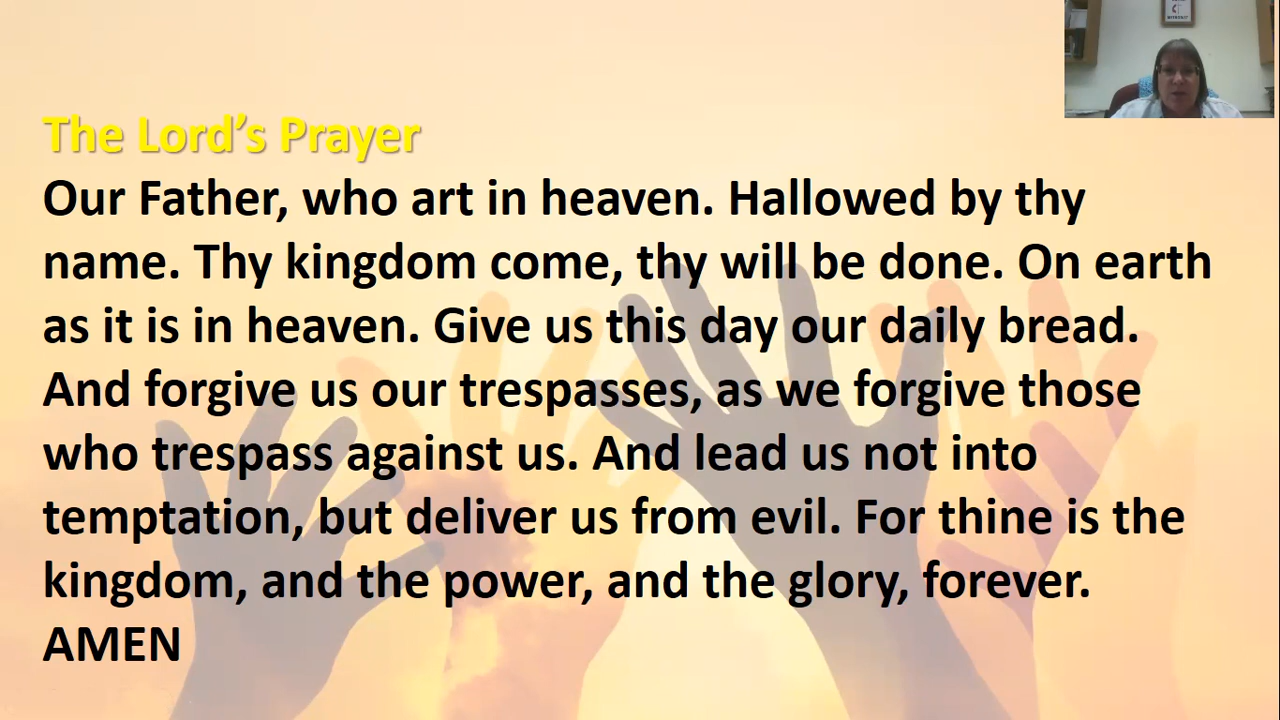 The Lord's Prayer
Our Father, who art in heaven. Hallowed by thy
name. Thy kingdom come, thy will be done. On earth
as it is in heaven. Give us this day our daily bread.
And forgive us our trespasses, as we forgive those
who trespass against us. And lead us not into
temptation, but deliver us from evil. For thine is the
kingdom, and the power, and the glory, forever.
AMEN